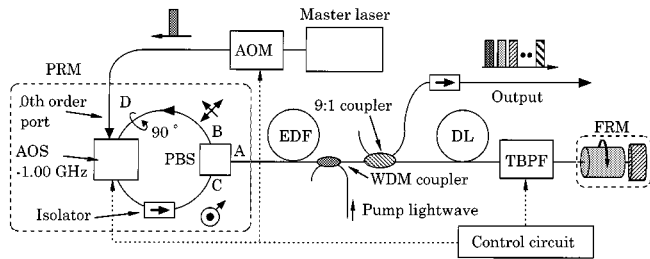 Master laser
AOM
PRM
0th order
port
D
90°
B
AOS
-1.00 GHz
PBS
A
C
Isolator
EDF
9:1 coupler
WDM coupler
Pump lightwave
DL
Output
TBPF
FRM
Control circuit